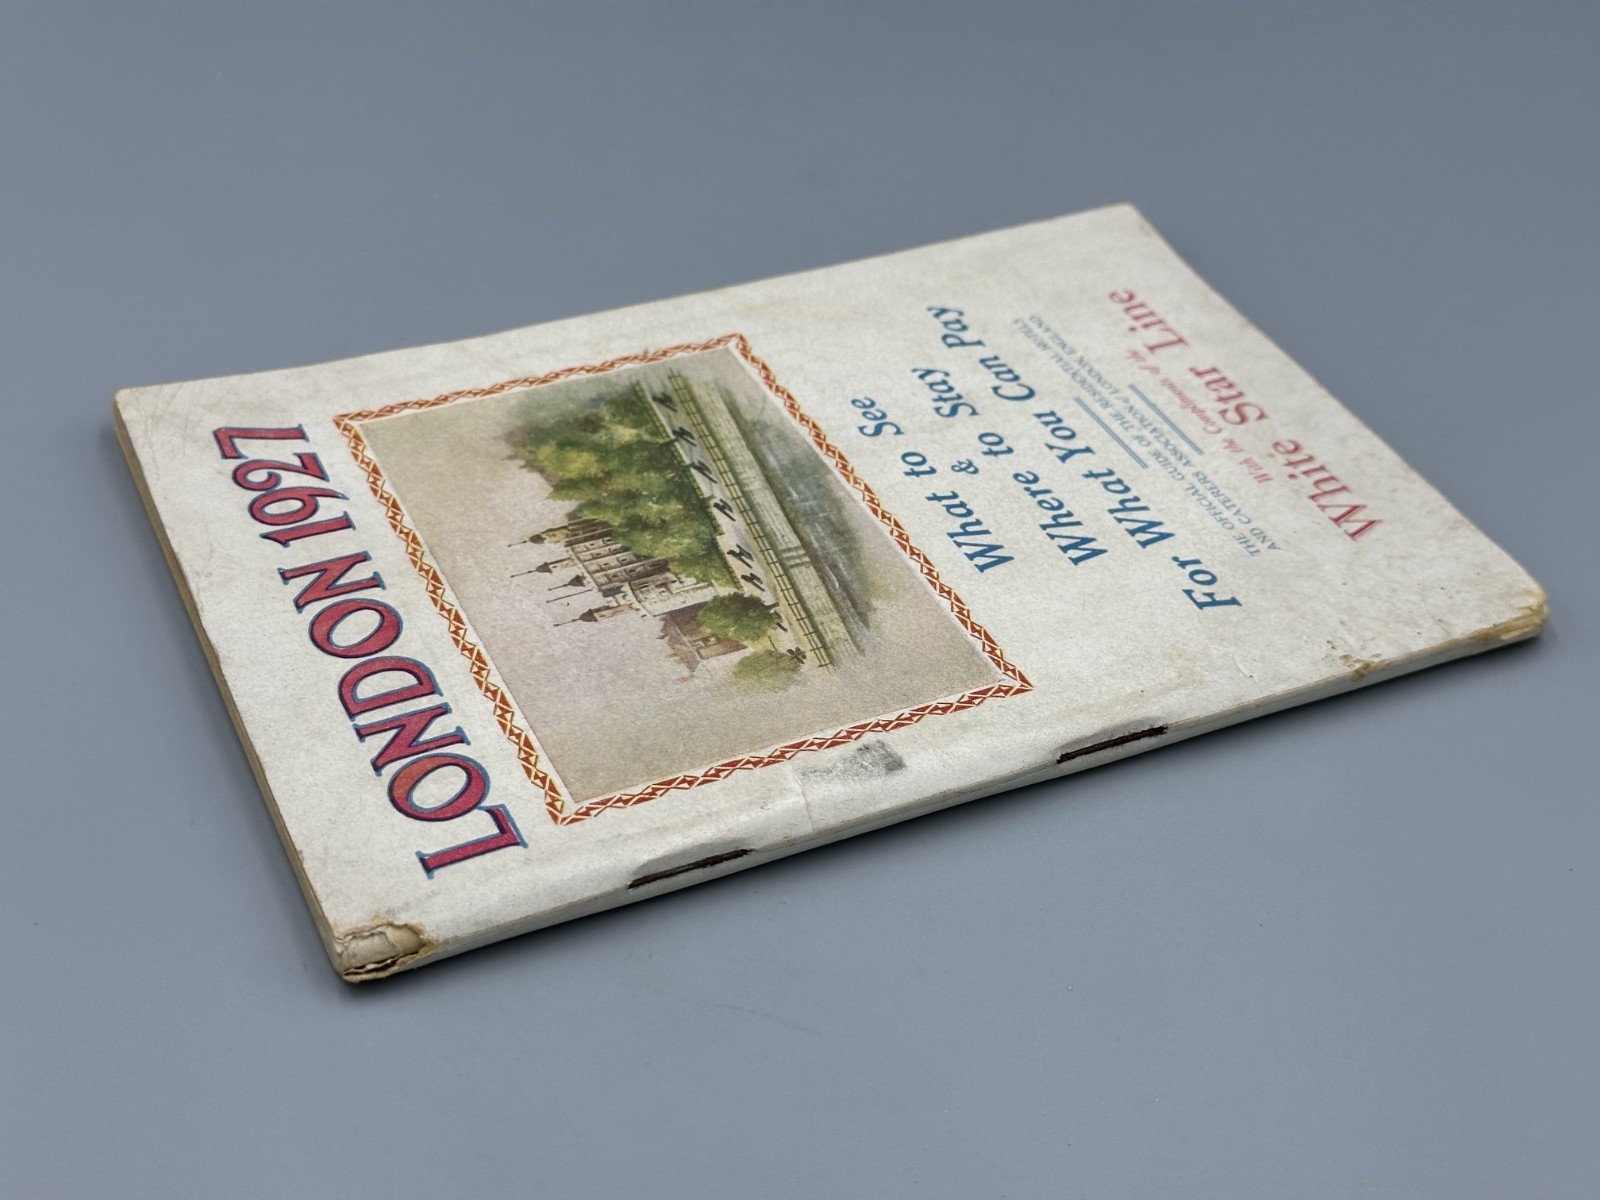 LONDON 1927
What to See
&
Where to Stay
For What You Can Pay
THE OFFICIAL GUIDE OF THE RESIDENTIAL HOTELS
AND CATERERS ASSOCIATION of LONDON, ENGLAND
With the Compliments of the
White Star Line